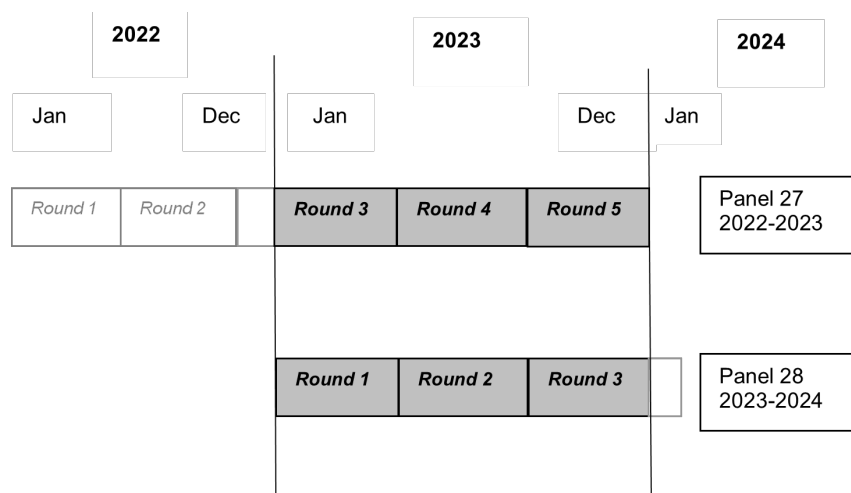 2022
2023
2024
Jan
Dec
Jan
Dec
Jan
Round 1
Round 2
Round 3
Round 4
Round 5
Panel 27
2022-2023
Round 1
Round 2
Round 3
Panel 28
2023-2024